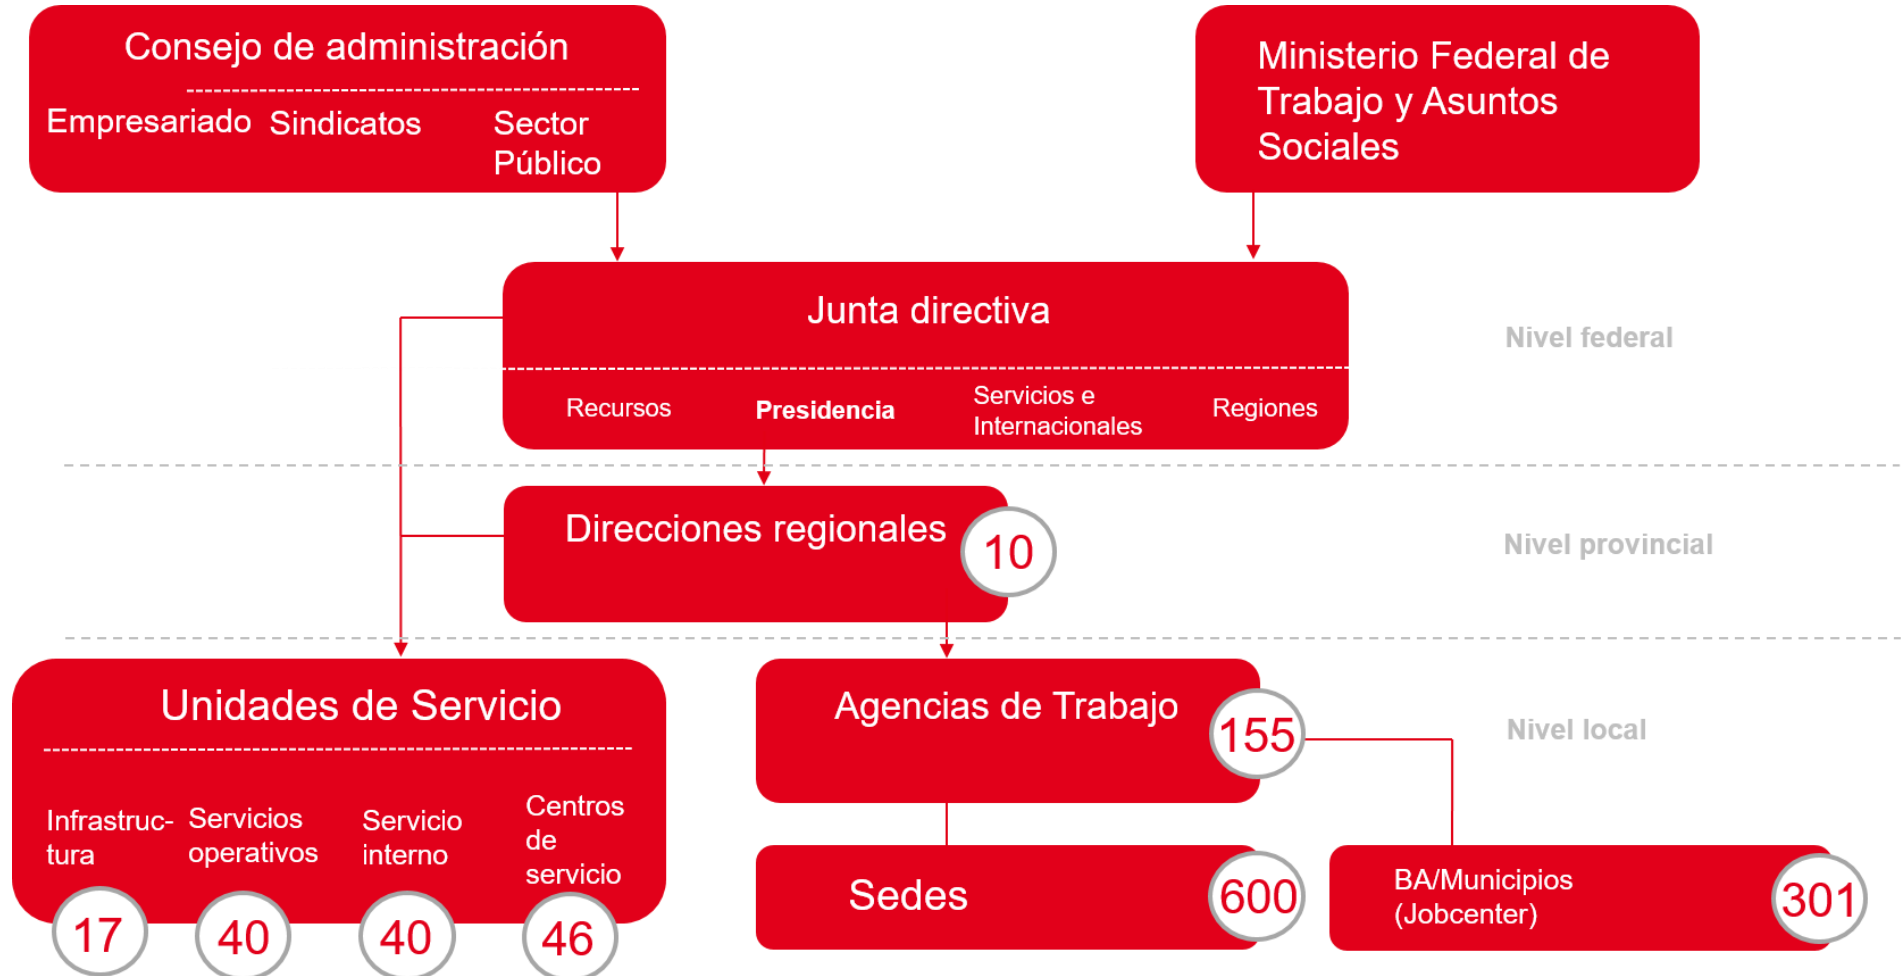 Consejo de administración
Empresariado Sindicatos Sector
Público
Ministerio Federal de
Trabajo y Asuntos
Sociales
Junta directiva
Recursos Presidencia Servicios e
Internacionales Regiones
Nivel federal
Direcciones regionales
10
Nivel provincial
Unidades de Servicio
Infrastruc-
tura
17
Servicios
operativos
40
Servicio
interno
40
Centros
de
servicio
46
Agencias de Trabajo
155
Nivel local
Sedes
600
BA/Municipios
(Jobcenter)
301